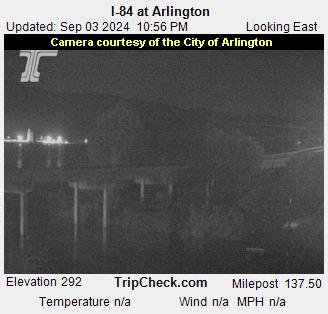 I-84 at Arlington
Updated: Sep 03 2024 10:56 PM Looking East
Camera courtesy of the City of Arlington
Elevation 292 TripCheck.com Milepost 137.50
Temperature n/a Wind n/a MPH n/a